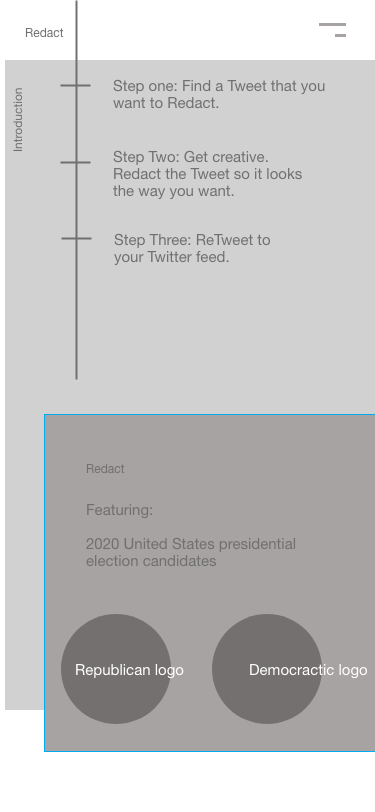 Redact
Introduction
Step one: Find a Tweet that you
want to Redact.
Step Two: Get creative.
Redact the Tweet so it looks
the way you want.
Step Three: ReTweet to
your Twitter feed.
Redact
Featuring:
2020 United States presidential
election candidates
Republican logo
Democractic logo